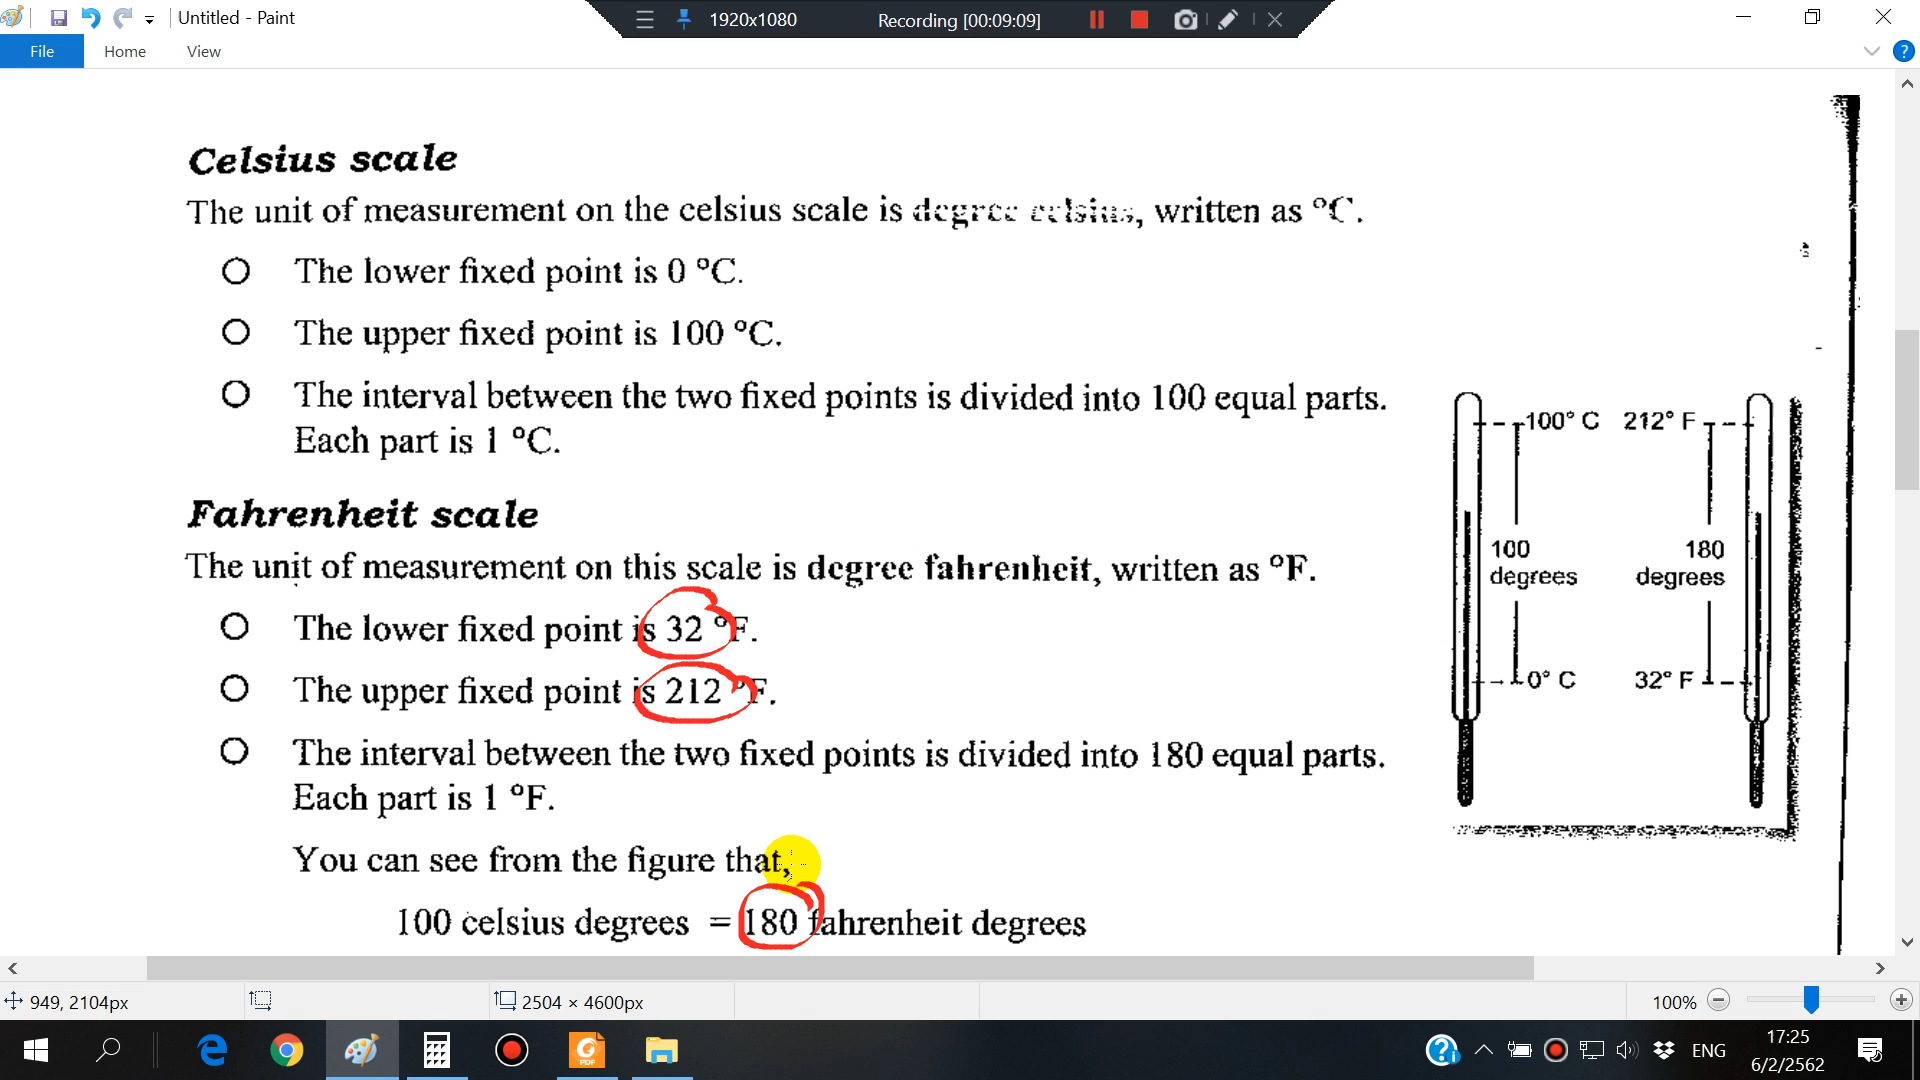 Untitled - Paint
1920x1080
Recording [00:09:09]
File
Home
View
?
Celsius scale
The unit of measurement on the celsius scale is degree celsius, written as °C.
The lower fixed point is 0 °C.
The upper fixed point is 100 °C.
The interval between the two fixed points is divided into 100 equal parts.
Each part is 1 °C.
Fahrenheit scale
The unit of measurement on this scale is degree fahrenheit, written as °F.
The lower fixed point is 32 °F.
The upper fixed point is 212 °F.
The interval between the two fixed points is divided into 180 equal parts.
Each part is 1 °F.
You can see from the figure that,
100 celsius degrees = 180 fahrenheit degrees
100° C
212° F
100
degrees
180
degrees
0° C
32° F
949, 2104px
2504 × 4600px
100%
PDF
ENG
17:25
6/2/2562